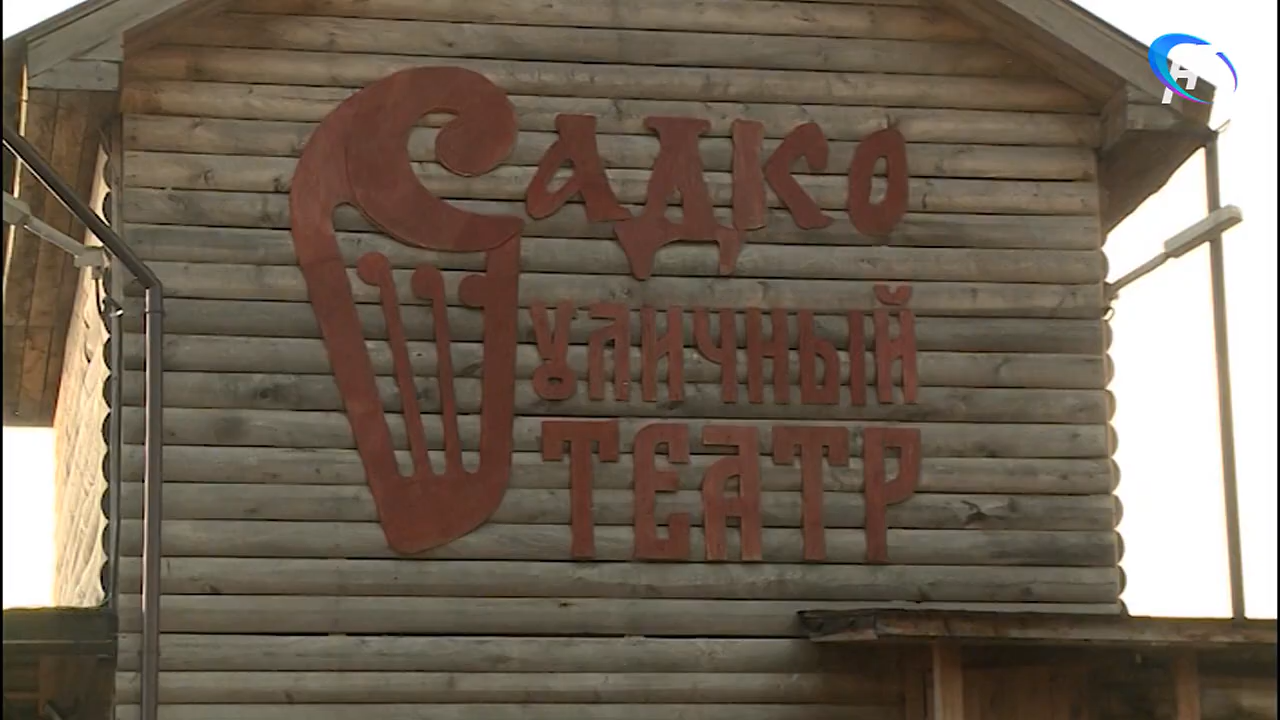 Садко
уличный
театр
Н